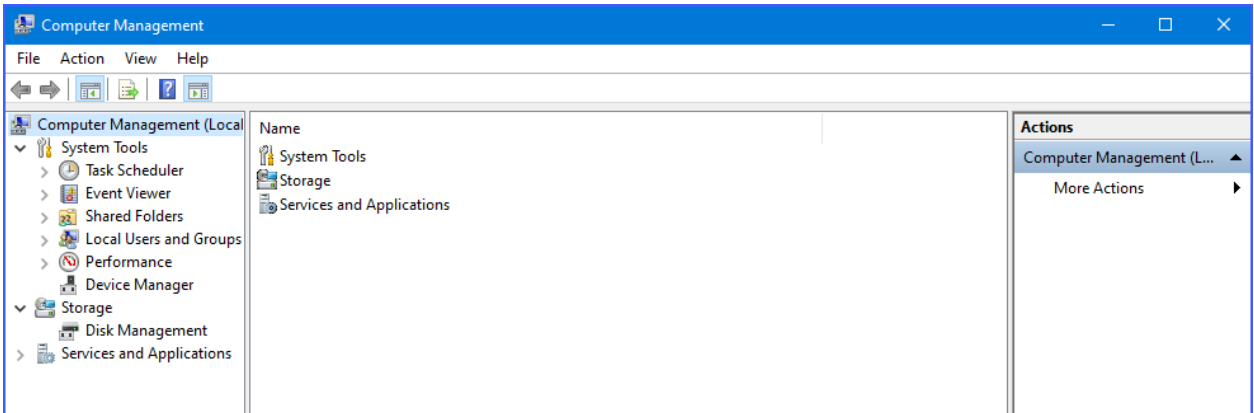 Computer Management
File Action View Help
Computer Management (Local
System Tools
Task Scheduler
Event Viewer
Shared Folders
Local Users and Groups
Performance
Device Manager
Storage
Disk Management
Services and Applications
Name
System Tools
Storage
Services and Applications
Actions
Computer Management (L...
More Actions